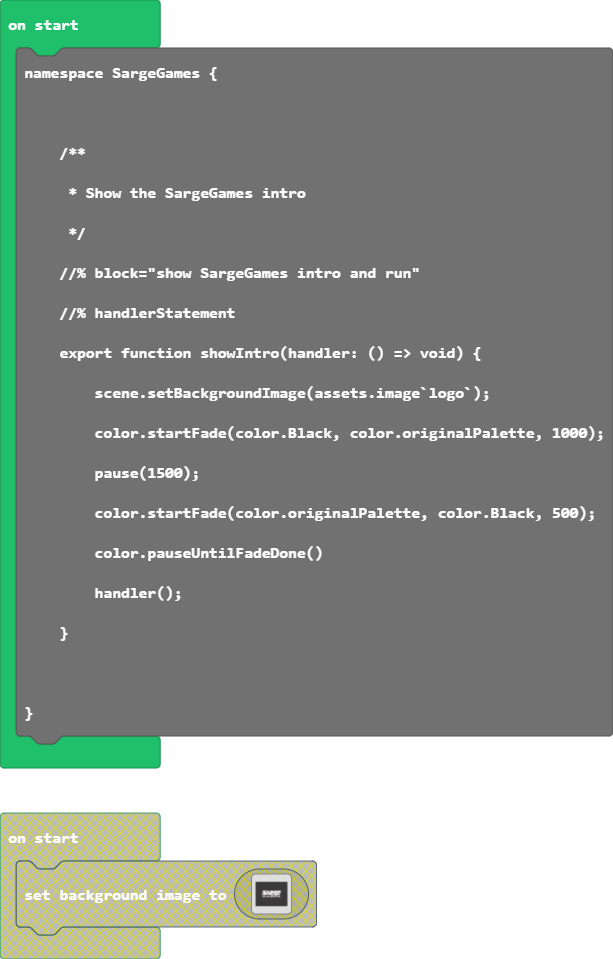 on start
namespace SargeGames {
/**
* Show the SargeGames intro
*/
//% block="show SargeGames intro and run"
//% handlerStatement
export function showIntro(handler: () => void) {
scene.setBackgroundImage(assets.image`logo`);
color.startFade(color.Black, color.originalPalette, 1000);
pause(1500);
color.startFade(color.originalPalette, color.Black, 500);
color.pauseUntilFadeDone()
handler();
}
}
on start
set background image to